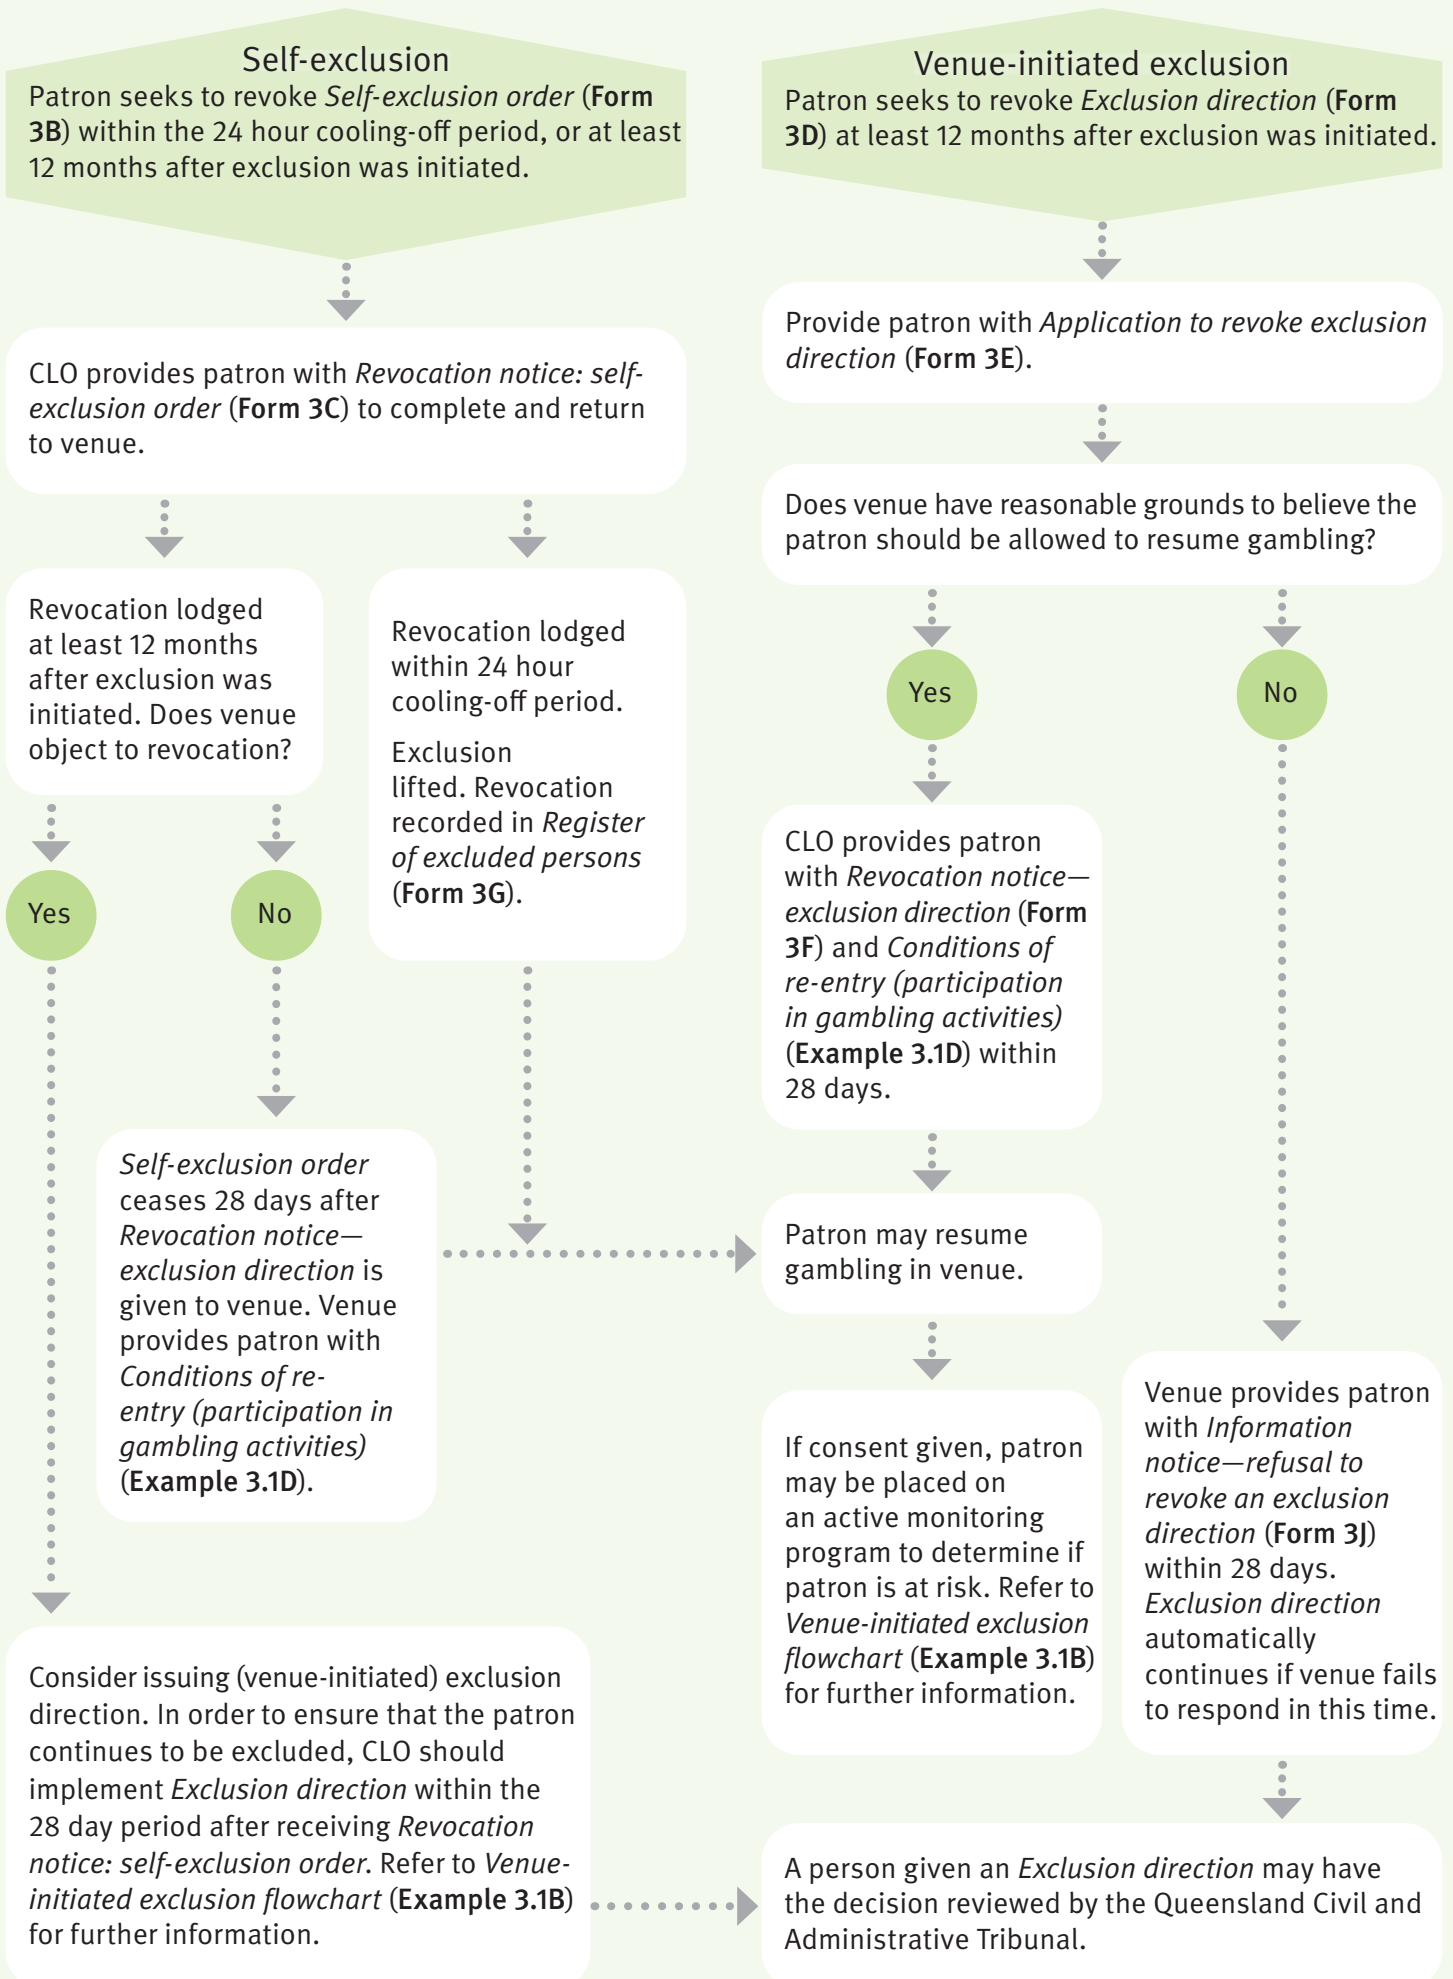 Self-exclusion
Patron seeks to revoke Self-exclusion order (Form
3B) within the 24 hour cooling-off period, or at least
12 months after exclusion was initiated.
CLO provides patron with Revocation notice: self-
exclusion order (Form 3C) to complete and return
to venue.
Revocation lodged
at least 12 months
after exclusion was
initiated. Does venue
object to revocation?
Revocation lodged
within 24 hour
cooling-off period.
Exclusion
lifted. Revocation
recorded in Register
of excluded persons
(Form 3G).
Yes
No
Self-exclusion order
ceases 28 days after
Revocation notice—
exclusion direction is
given to venue. Venue
provides patron with
Conditions of re-
entry (participation in
gambling activities)
(Example 3.1D).
Consider issuing (venue-initiated) exclusion
direction. In order to ensure that the patron
continues to be excluded, CLO should
implement Exclusion direction within the
28 day period after receiving Revocation
notice: self-exclusion order. Refer to Venue-
initiated exclusion flowchart (Example 3.1B)
for further information.
Venue-initiated exclusion
Patron seeks to revoke Exclusion direction (Form
3D) at least 12 months after exclusion was initiated.
Provide patron with Application to revoke exclusion
direction (Form 3E).
Does venue have reasonable grounds to believe the
patron should be allowed to resume gambling?
Yes
No
CLO provides patron
with Revocation notice—
exclusion direction (Form
3F) and Conditions of
re-entry (participation
in gambling activities)
(Example 3.1D) within
28 days.
Patron may resume
gambling in venue.
If consent given, patron
may be placed on
an active monitoring
program to determine if
patron is at risk. Refer to
Venue-initiated exclusion
flowchart (Example 3.1B)
for further information.
Venue provides patron
with Information
notice—refusal to
revoke an exclusion
direction (Form 3J)
within 28 days.
Exclusion direction
automatically
continues if venue fails
to respond in this time.
A person given an Exclusion direction may have
the decision reviewed by the Queensland Civil and
Administrative Tribunal.